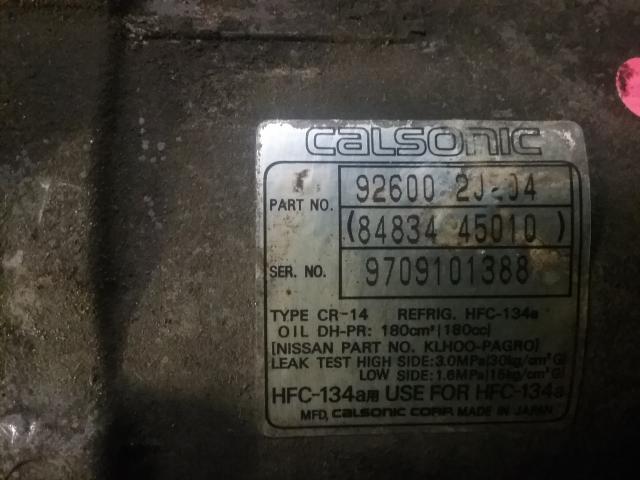 calsonic
PART NO. 92600 2J204
(84834 45010)
SER. NO. 9709101388
TYPE CR-14 REFRIG. HFC-134a
OIL DH-PR: 180cm³(180cc)
[NISSAN PART NO. KLH00-PAGR0]
LEAK TEST HIGH SIDE:3.0MPa(30kg/cm²G)
LOW SIDE:1.6MPa(16kg/cm²G)
HFC-134a用 USE FOR HFC-134a
MFD. CALSONIC CORP. MADE IN JAPAN